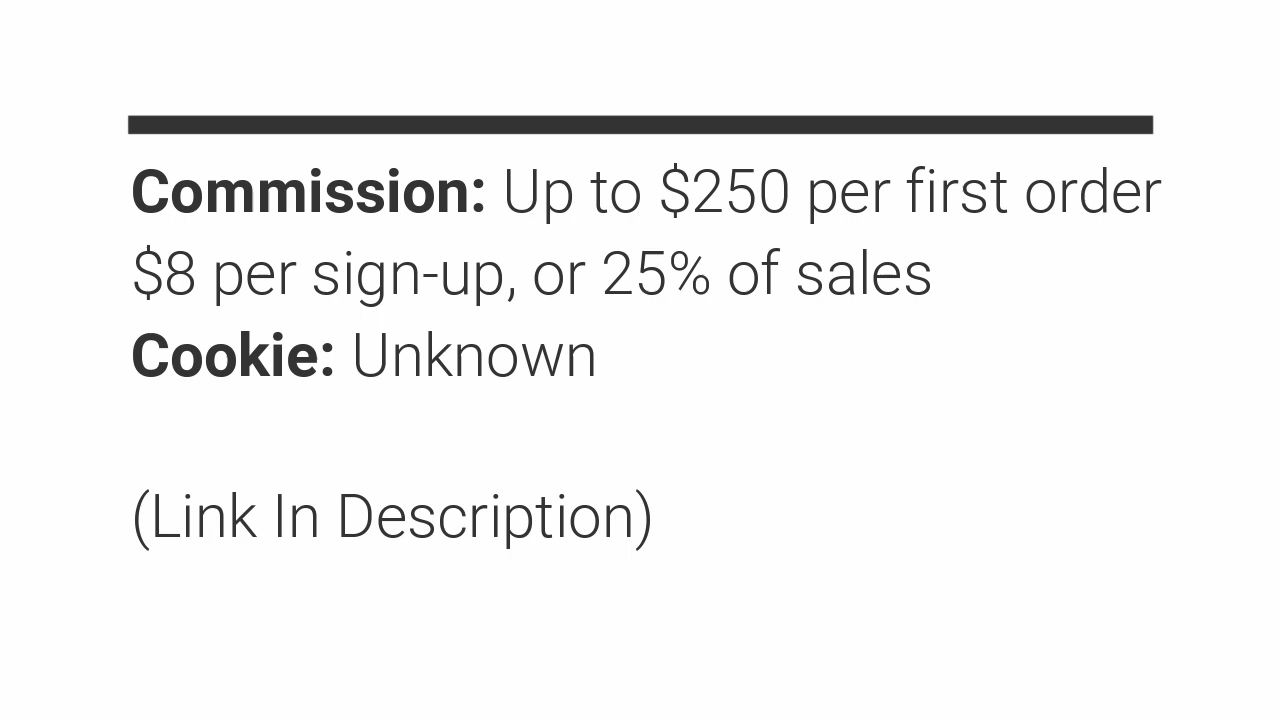 Commission: Up to $250 per first order
$8 per sign-up, or 25% of sales
Cookie: Unknown
(Link In Description)